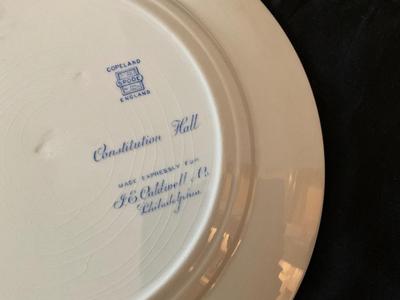 COPELAND
SPODE
ENGLAND
Constitution Hall
MADE EXPRESSLY FOR
J.E. Caldwell & Co.
Philadelphia